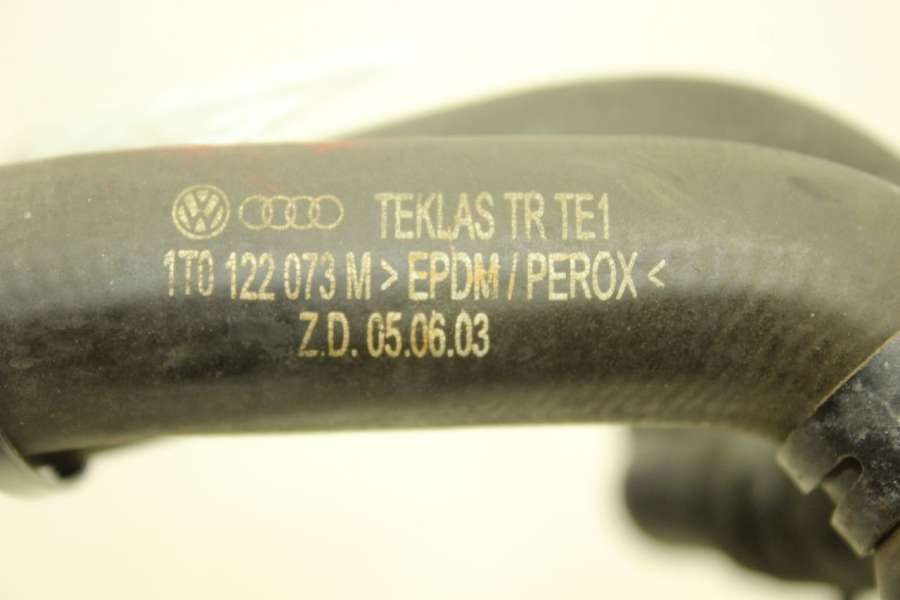 TEKLAS TR TE1
1T0 122 073 M > EPDM / PEROX <
Z.D. 05.06.03